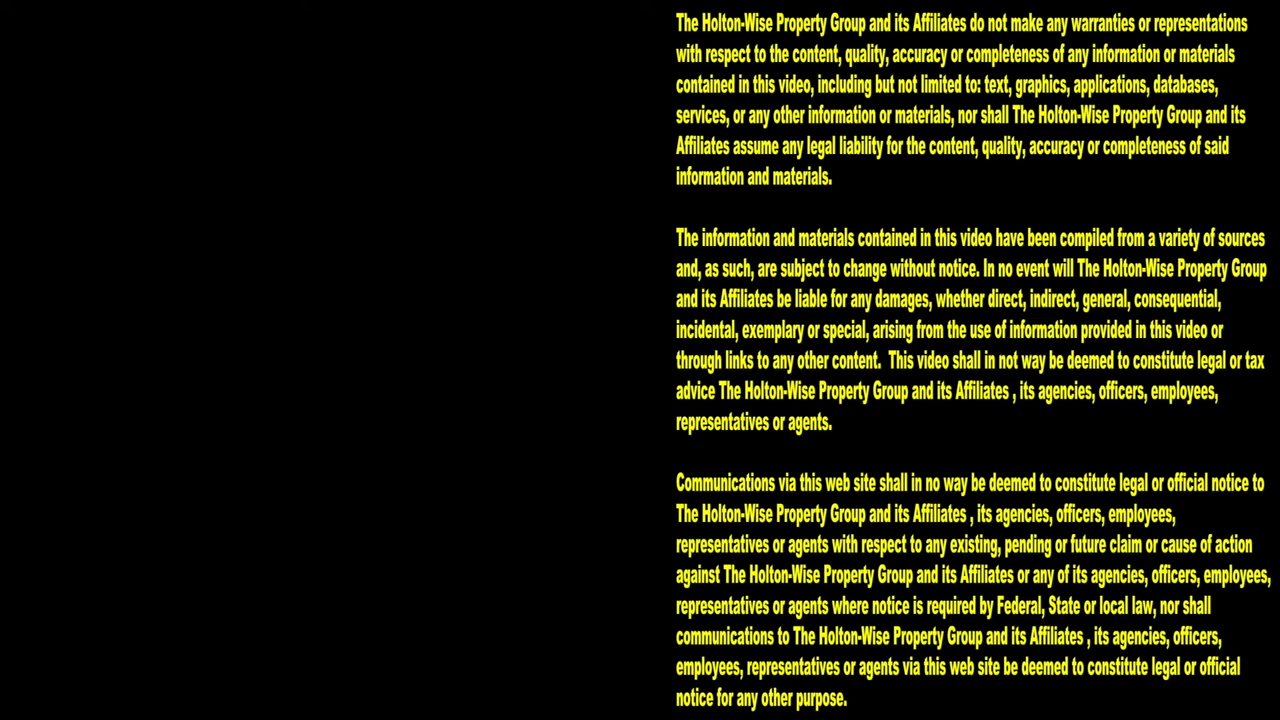 The Holton-Wise Property Group and its Affiliates do not make any warranties or representations
with respect to the content, quality, accuracy or completeness of any information or materials
contained in this video, including but not limited to: text, graphics, applications, databases,
services, or any other information or materials, nor shall The Holton-Wise Property Group and its
Affiliates assume any legal liability for the content, quality, accuracy or completeness of said
information and materials.

The information and materials contained in this video have been compiled from a variety of sources
and, as such, are subject to change without notice. In no event will The Holton-Wise Property Group
and its Affiliates be liable for any damages, whether direct, indirect, general, consequential,
incidental, exemplary or special, arising from the use of information provided in this video or
through links to any other content.  This video shall in not way be deemed to constitute legal or tax
advice The Holton-Wise Property Group and its Affiliates , its agencies, officers, employees,
representatives or agents.

Communications via this web site shall in no way be deemed to constitute legal or official notice to
The Holton-Wise Property Group and its Affiliates , its agencies, officers, employees,
representatives or agents with respect to any existing, pending or future claim or cause of action
against The Holton-Wise Property Group and its Affiliates or any of its agencies, officers, employees,
representatives or agents where notice is required by Federal, State or local law, nor shall
communications to The Holton-Wise Property Group and its Affiliates , its agencies, officers,
employees, representatives or agents via this web site be deemed to constitute legal or official
notice for any other purpose.